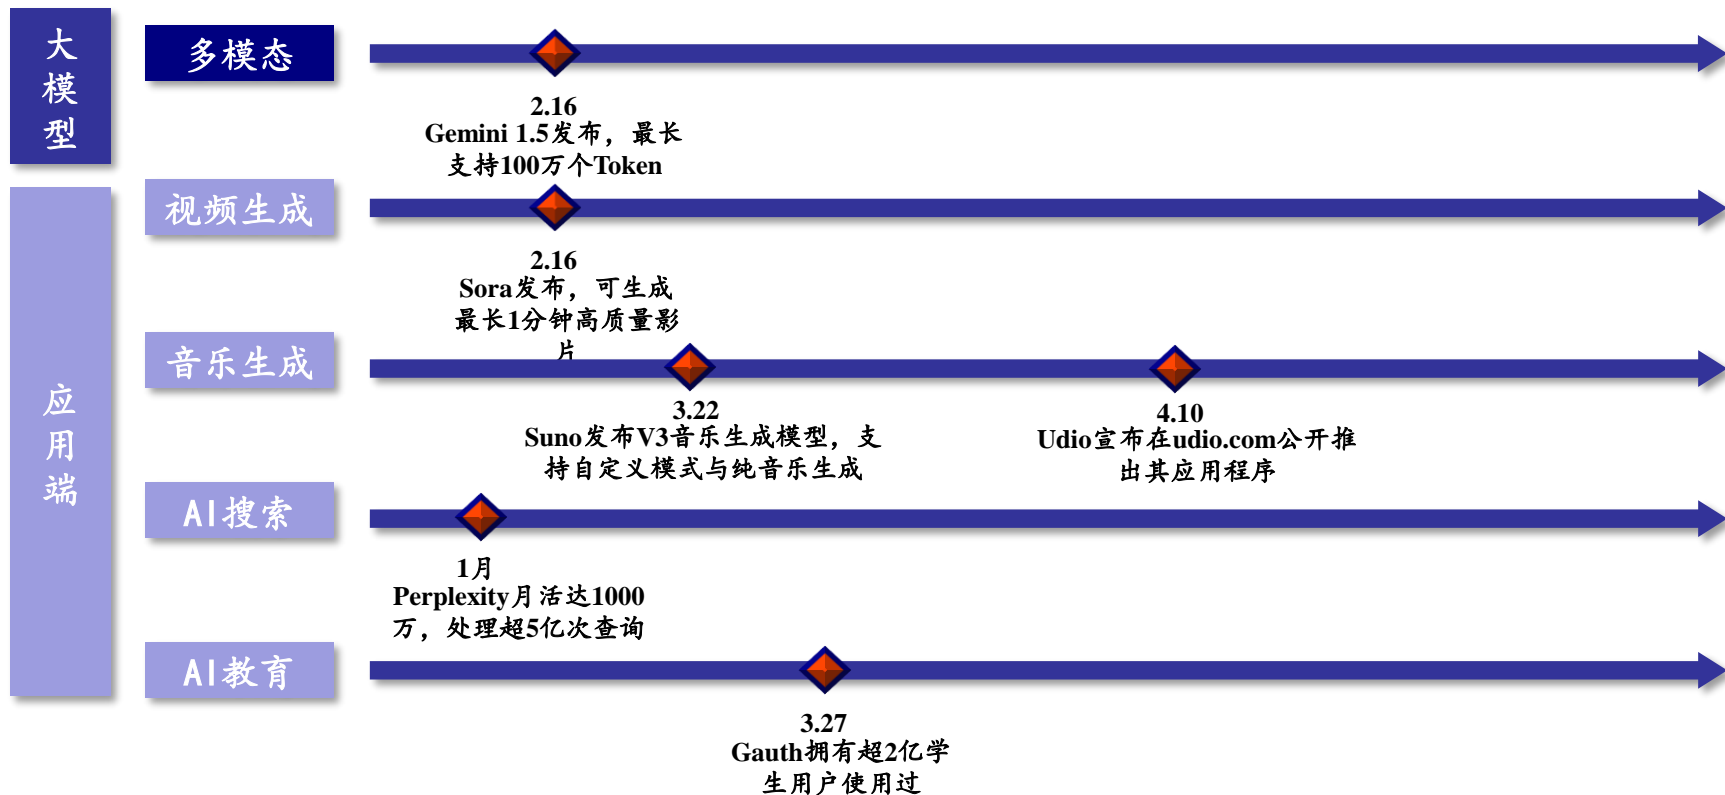 大
模
型
多模态
2.16
Gemini 1.5发布，最长
支持100万个Token
应
用
端
视频生成
2.16
Sora发布，可生成
最长1分钟高质量影
片
音乐生成
3.22
Suno发布V3音乐生成模型，支
持自定义模式与纯音乐生成
4.10
Udio宣布在udio.com公开推
出其应用程序
AI搜索
1月
Perplexity月活达1000
万，处理超5亿次查询
AI教育
3.27
Gauth拥有超2亿学
生用户使用过